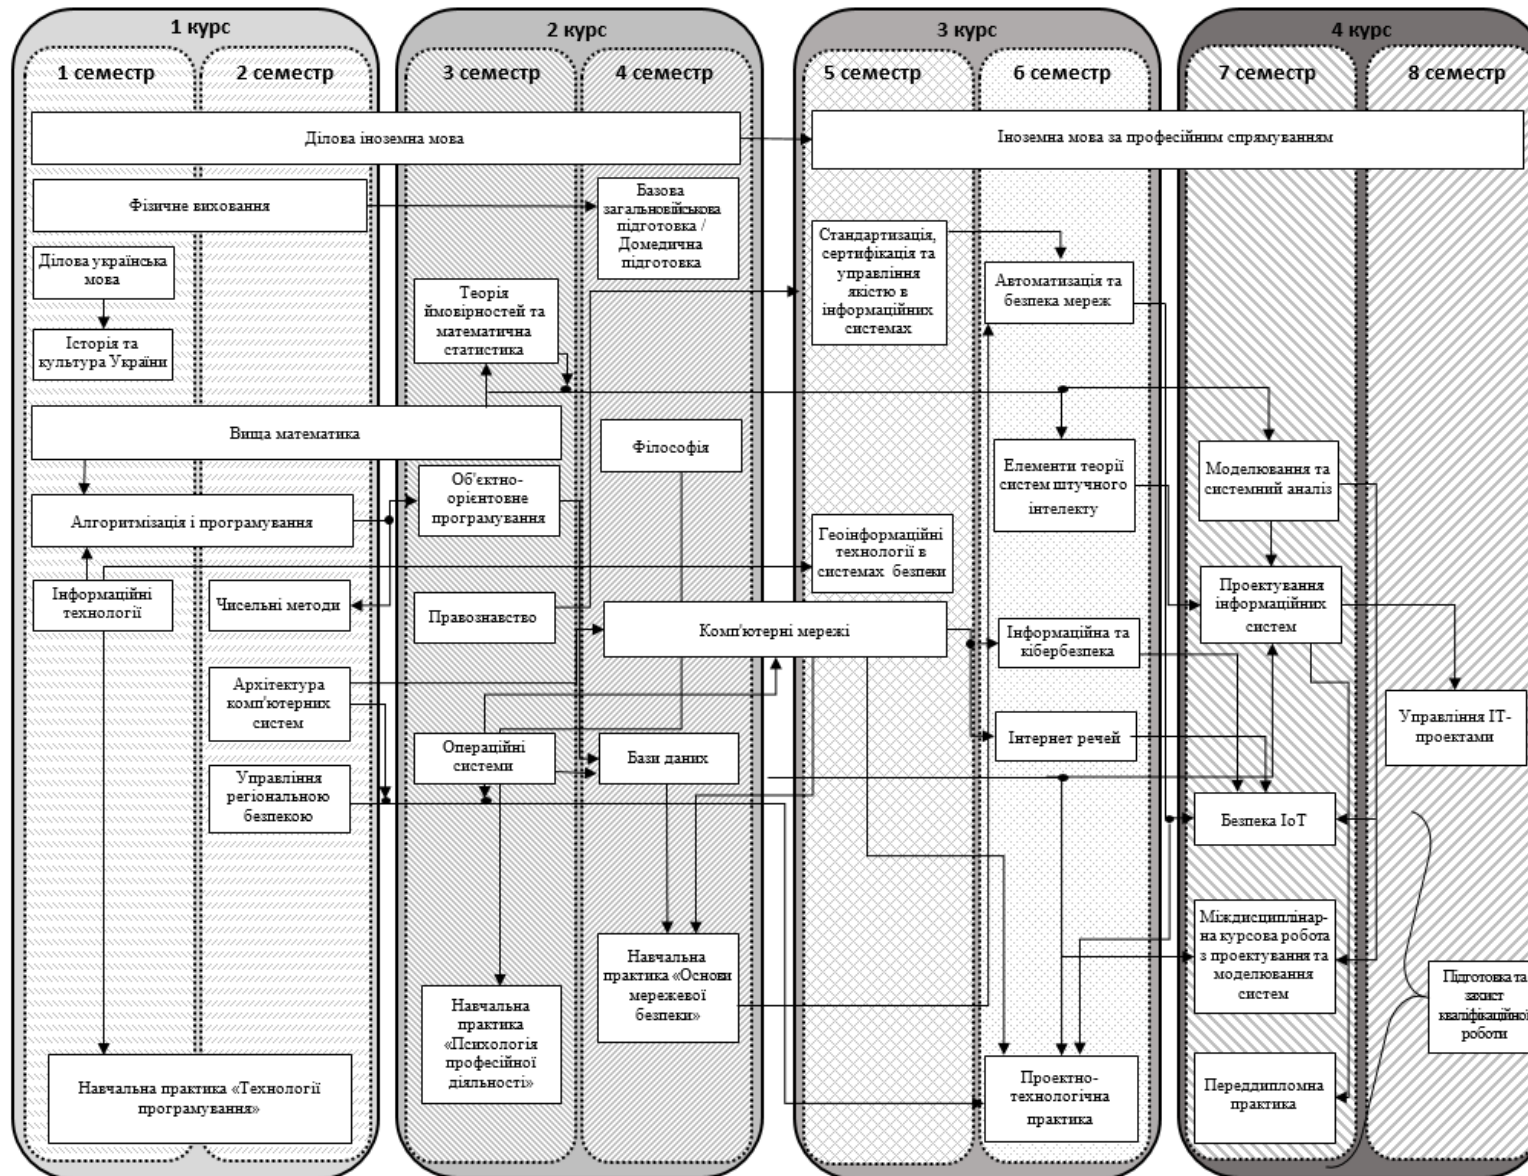 1 курс
2 курс
3 курс
4 курс
1 семестр
2 семестр
3 семестр
4 семестр
5 семестр
6 семестр
7 семестр
8 семестр
Ділова іноземна мова
Іноземна мова за професійним спрямуванням
Фізичне виховання
Базова
загальновійськова
підготовка /
Домедична
підготовка
Ділова українська
мова
Історія та
культура України
Теорія
ймовірностей та
математична
статистика
Стандартизація,
сертифікація та
управління
якістю в
інформаційних
системах
Автоматизація та
безпека мереж
Вища математика
Філософія
Елементи теорії
систем штучного
інтелекту
Моделювання та
системний аналіз
Алгоритмізація і програмування
Об'єктно-
орієнтовне
програмування
Геоінформаційні
технології в
системах безпеки
Інформаційні
технології
Чисельні методи
Правознавство
Комп'ютерні мережі
Інформаційна та
кібербезпека
Проектування
інформаційних
систем
Архітектура
комп'ютерних
систем
Управління ІТ-
проектами
Операційні
системи
Бази даних
Інтернет речей
Управління
регіональною
безпекою
Безпека ІоТ
Міждисциплінар-
на курсова робота
з проектування та
моделювання
систем
Навчальна
практика «Основи
мережевої
безпеки»
Підготовка та
захист
кваліфікаційної
роботи
Навчальна
практика
«Психологія
професійної
діяльності»
Навчальна практика «Технології
програмування»
Проектно-
технологічна
практика
Переддипломна
практика